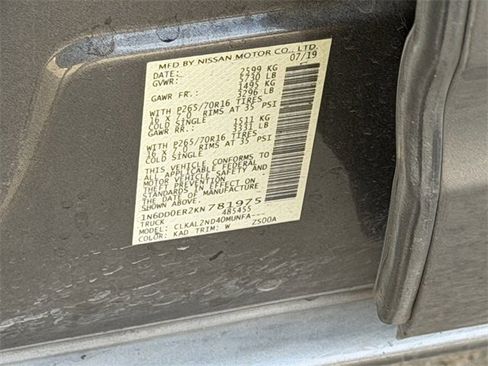 MFD BY NISSAN MOTOR CO., LTD.
DATE: 07/19
GVWR: 2599 KG
5730 LB
GAWR FR.: 1495 KG
3296 LB
WITH P265/70R16 TIRES
16 X 7.0 RIMS AT 35 PSI
COLD SINGLE
GAWR RR.: 1511 KG
3331 LB
WITH P265/70R16 TIRES
16 X 7.0 RIMS AT 35 PSI
COLD SINGLE
THIS VEHICLE CONFORMS TO
ALL APPLICABLE FEDERAL
MOTOR VEHICLE SAFETY AND
THEFT PREVENTION STANDARDS
IN EFFECT ON THE DATE OF MFR.
SHOWN ABOVE.
1N6DD0ER2KN781975
TRUCK 485455
MODEL: CLKALZND40MUNFA---
COLOR: KAD TRIM: W ZS00A